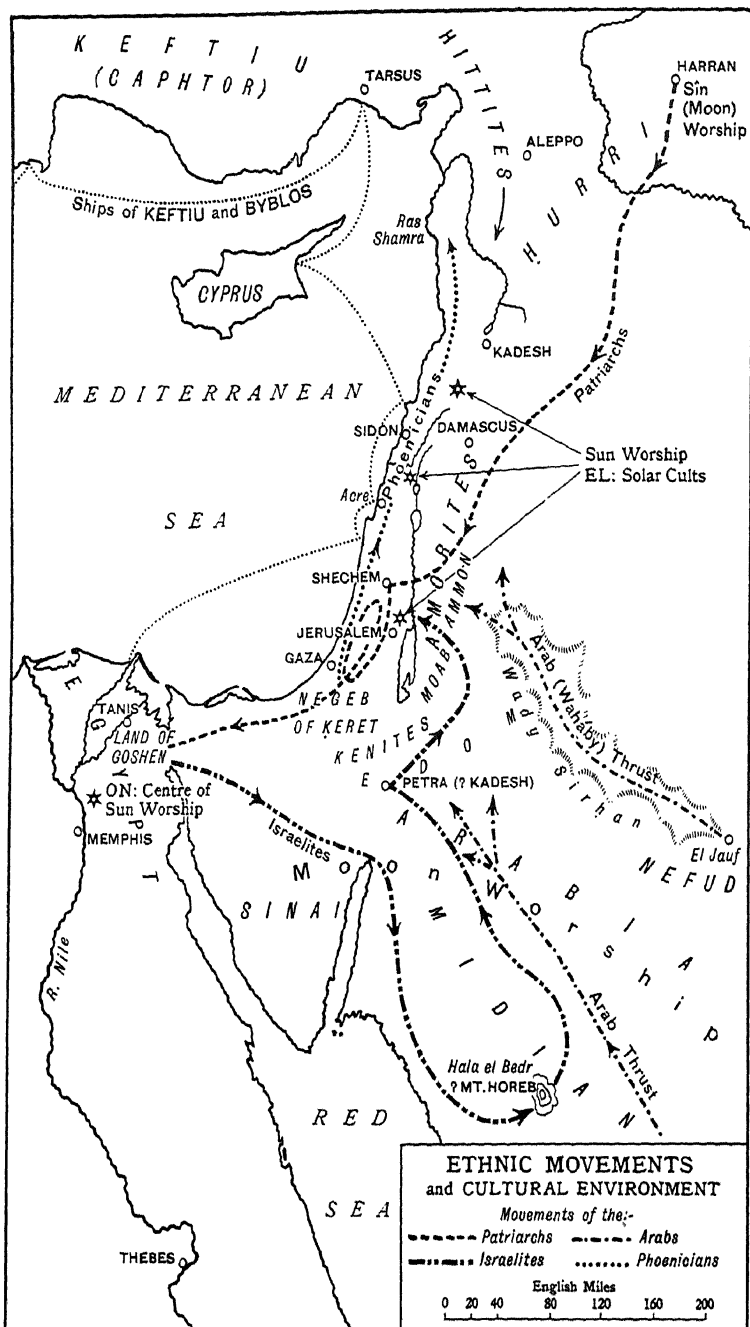 KEFTIU
(CAPHTOR)
TARSUS
HITTITES
HARRAN
Sîn
(Moon)
Worship
ALEPPO
HURRI
Ships of KEFTIU and BYBLOS
Ras
Shamra
CYPRUS
KADESH
Patriarchs
MEDITERRANEAN
SEA
Phoenicians
SIDON
DAMASCUS
Sun Worship
EL: Solar Cults
Acre
AMORITES
SHECHEM
AMMON
JERUSALEM
GAZA
MOAB
Arab (Wahaby) Thrust
Wady Sirhan
EGYPT
TANIS
LAND OF
GOSHEN
NEGEB
OF KERET
KENITES
EDO
PETRA (? KADESH)
ON: Centre of
Sun Worship
MEMPHIS
Israelites
El Jauf
NEFUD
ARABIA
Moon Worship
SINAI
MIDIAN
R. Nile
Arab Thrust
Hala el Bedr
? MT. HOREB
RED
SEA
THEBES
ETHNIC MOVEMENTS
and CULTURAL ENVIRONMENT
Movements of the:-
Patriarchs Arabs
Israelites Phoenicians
English Miles
0 20 40 80 120 160 200